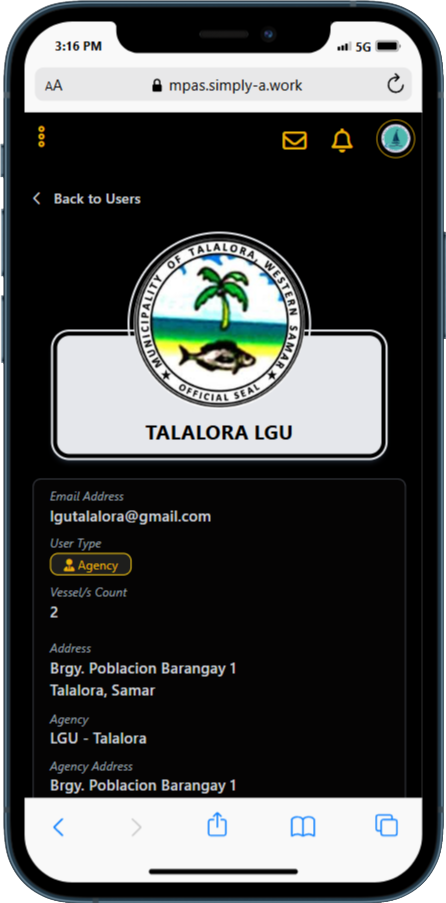 3:16 PM
5G
AA
mpas.simply-a.work
Back to Users
MUNICIPALITY OF TALALORA, WESTERN SAMAR
OFFICIAL SEAL
TALALORA LGU
Email Address
lgutalalora@gmail.com
User Type
Agency
Vessel/s Count
2
Address
Brgy. Poblacion Barangay 1
Talalora, Samar
Agency
LGU - Talalora
Agency Address
Brgy. Poblacion Barangay 1